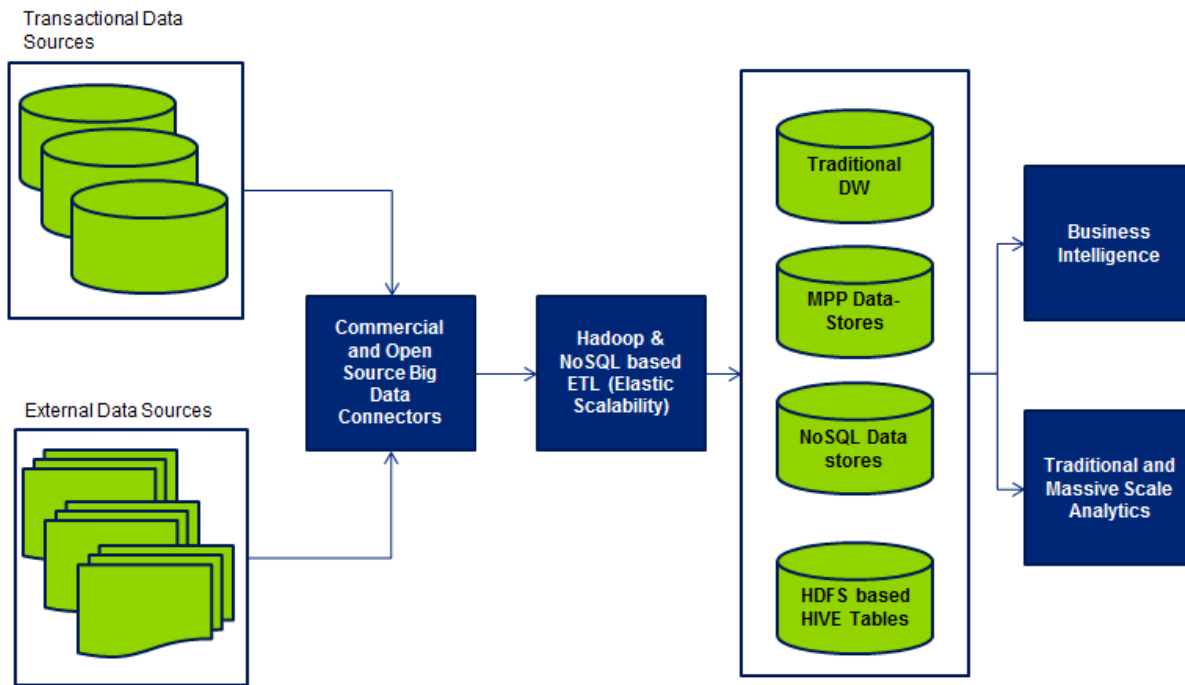 Transactional Data
Sources
External Data Sources
Commercial
and Open
Source Big
Data
Connectors
Hadoop &
NoSQL based
ETL (Elastic
Scalability)
Traditional
DW
MPP Data-
Stores
NoSQL Data
stores
HDFS based
HIVE Tables
Business
Intelligence
Traditional and
Massive Scale
Analytics